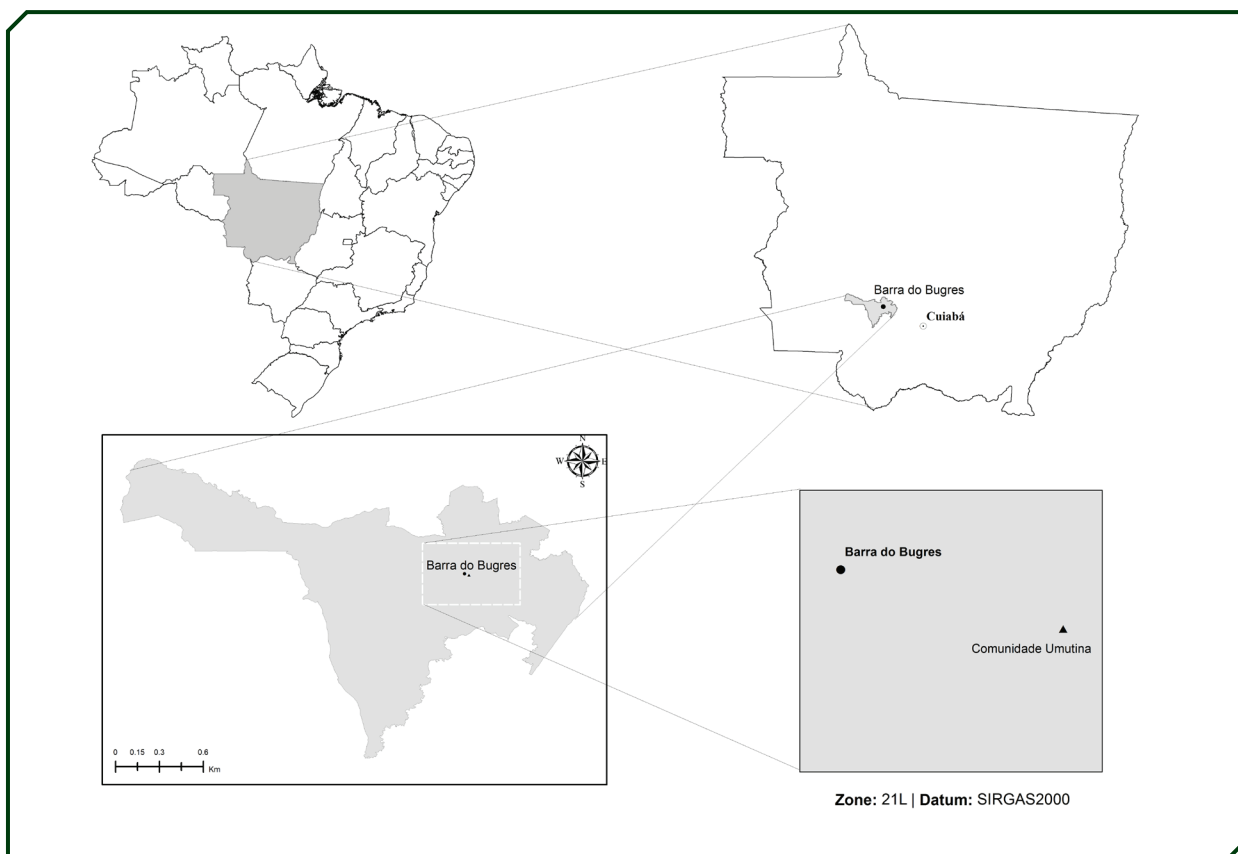 Barra do Bugres
Cuiabá
N
W E
S
Barra do Bugres
0 0.15 0.3 0.6
Km
Barra do Bugres
Comunidade Umutina
Zone: 21L | Datum: SIRGAS2000